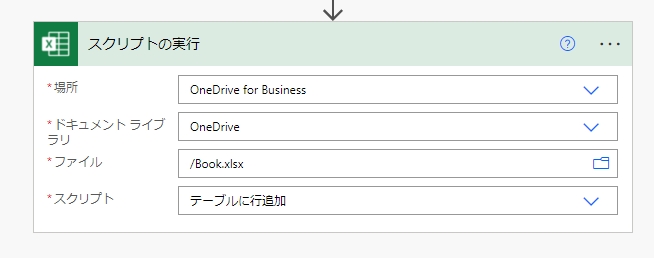 スクリプトの実行
*場所
OneDrive for Business
*ドキュメント ライブ
ラリ
OneDrive
*ファイル
/Book.xlsx
*スクリプト
テーブルに行追加